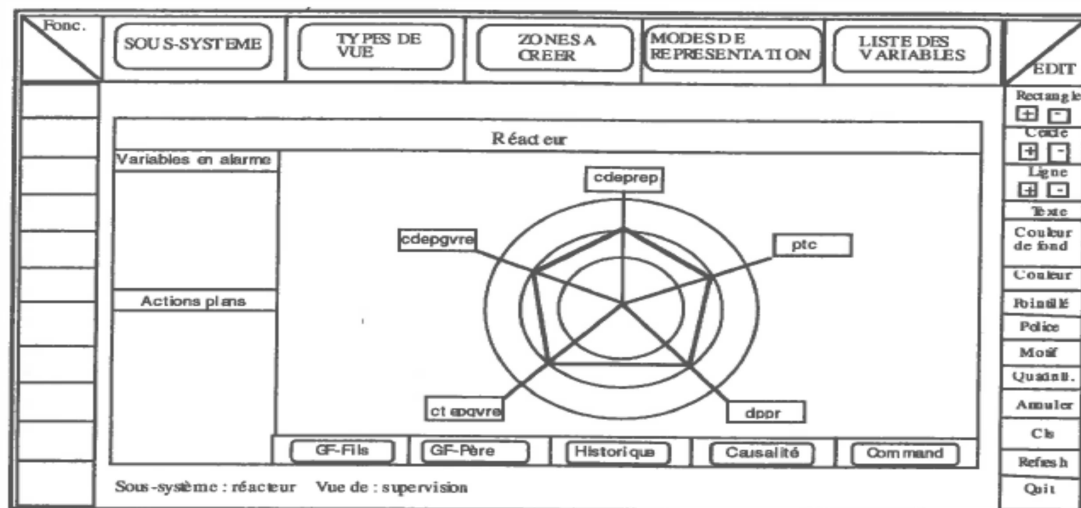 Fonc.
SOUS-SYSTEME
TYPES DE
VUE
ZONES A
CREER
MODES DE
REPRESENTATION
LISTE DES
VARIABLES
EDIT
Réacteur
Variables en alarme
Actions plans
cdeprep
cdepgvre
ptc
ctepgvre
dppr
GF-Fils
GF-Père
Historique
Causalité
Command
Sous-système : réacteur Vue de : supervision
Rectangle
+ -
+ -
Ligne
+ -
Texte
Couleur
de fond
Couleur
Pointillé
Police
Motif
Quadrill.
Annuler
Cls
Refresh
Quit